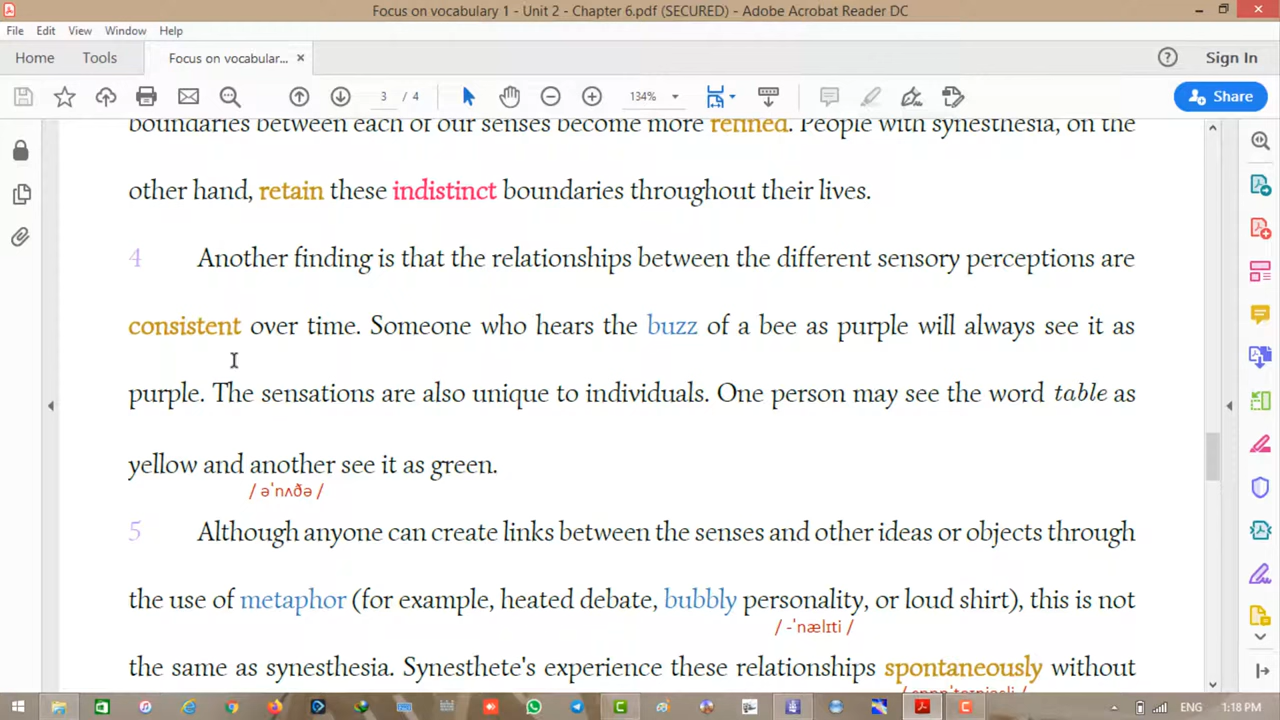 Focus on vocabulary 1 - Unit 2 - Chapter 6.pdf (SECURED) - Adobe Acrobat Reader DC
File Edit View Window Help
Home Tools Focus on vocabular... × Sign In
3 / 4 134% Share
boundaries between each of our senses become more refined. People with synesthesia, on the
other hand, retain these indistinct boundaries throughout their lives.
4 Another finding is that the relationships between the different sensory perceptions are
consistent over time. Someone who hears the buzz of a bee as purple will always see it as
purple. The sensations are also unique to individuals. One person may see the word table as
yellow and another see it as green.
/ əˈnʌðə /
5 Although anyone can create links between the senses and other ideas or objects through
the use of metaphor (for example, heated debate, bubbly personality, or loud shirt), this is not
/ -ˈnælɪti /
the same as synesthesia. Synesthete's experience these relationships spontaneously without
ENG 1:18 PM